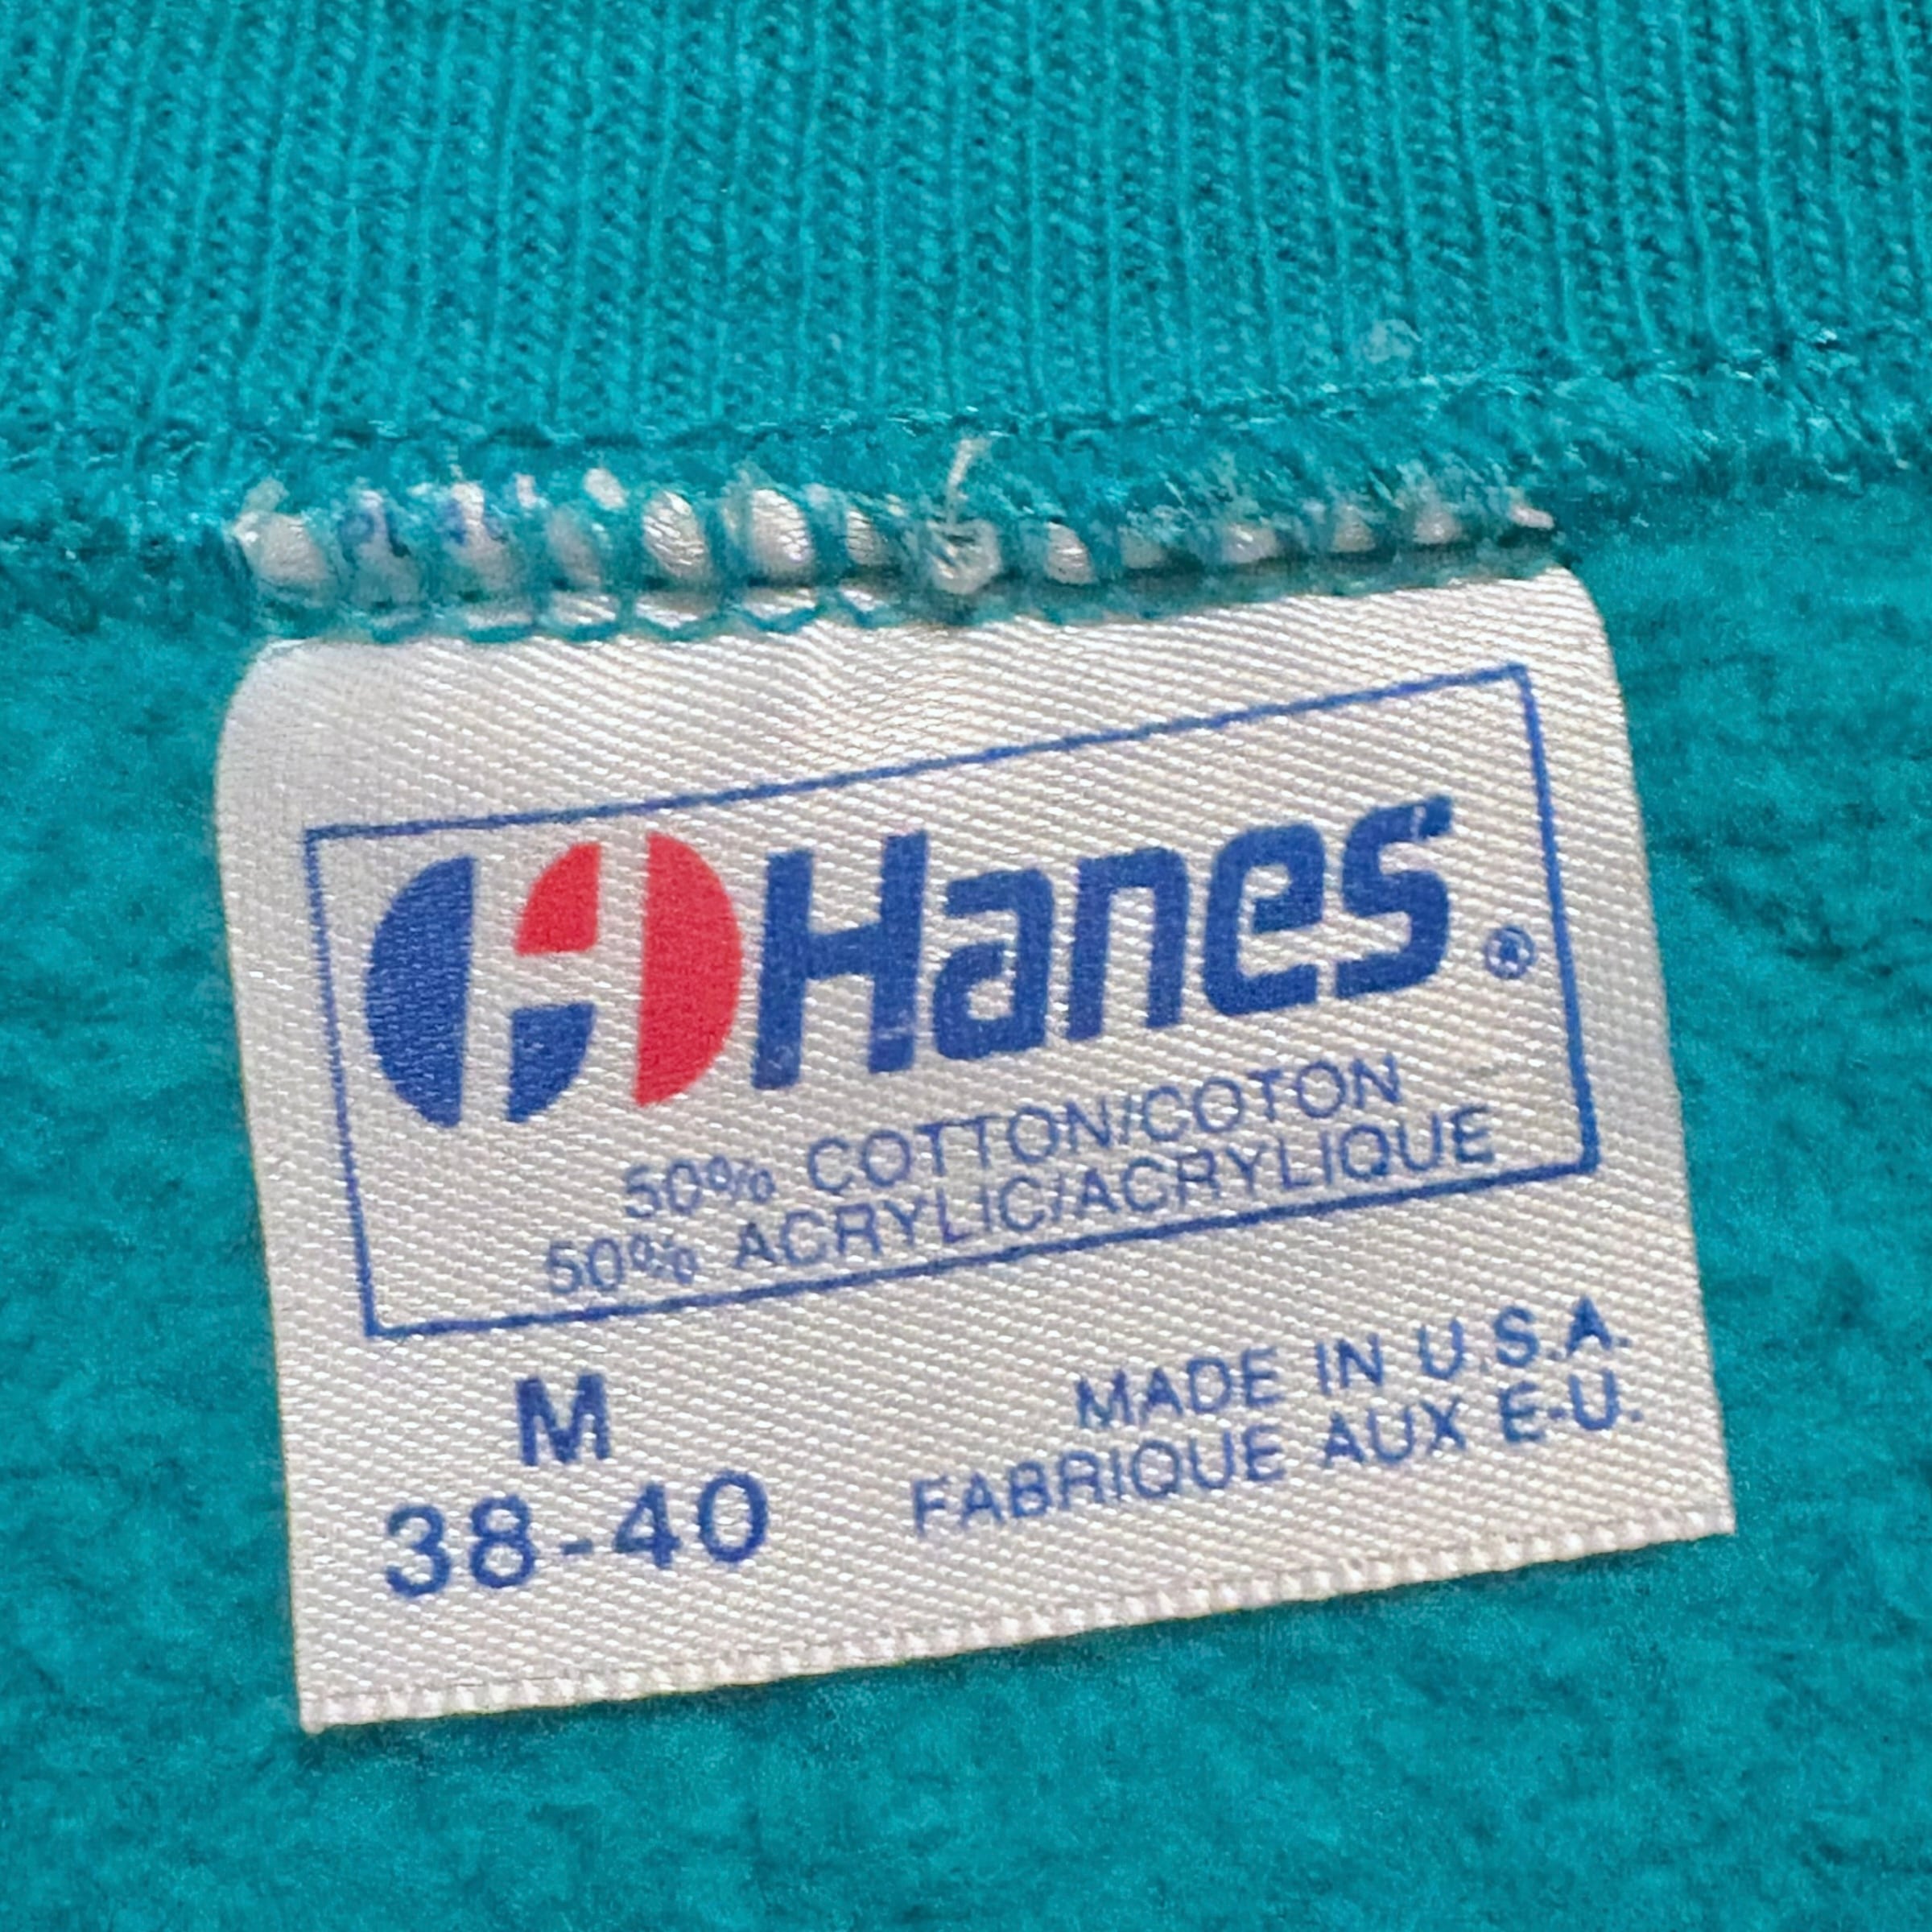 Hanes®
50% COTTON/COTON
50% ACRYLIC/ACRYLIQUE
M
38-40
MADE IN U.S.A.
FABRIQUE AUX E-U.